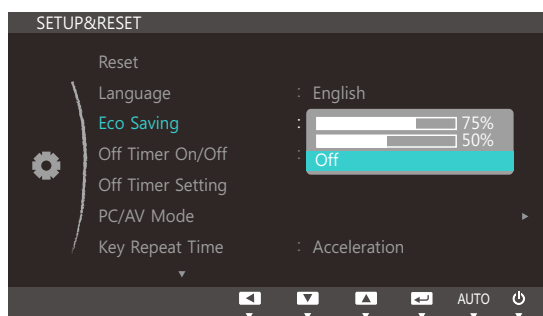 SETUP&RESET
Reset
Language : English
Eco Saving : 75%
50%
Off Timer On/Off : Off
Off Timer Setting
PC/AV Mode
Key Repeat Time : Acceleration
AUTO